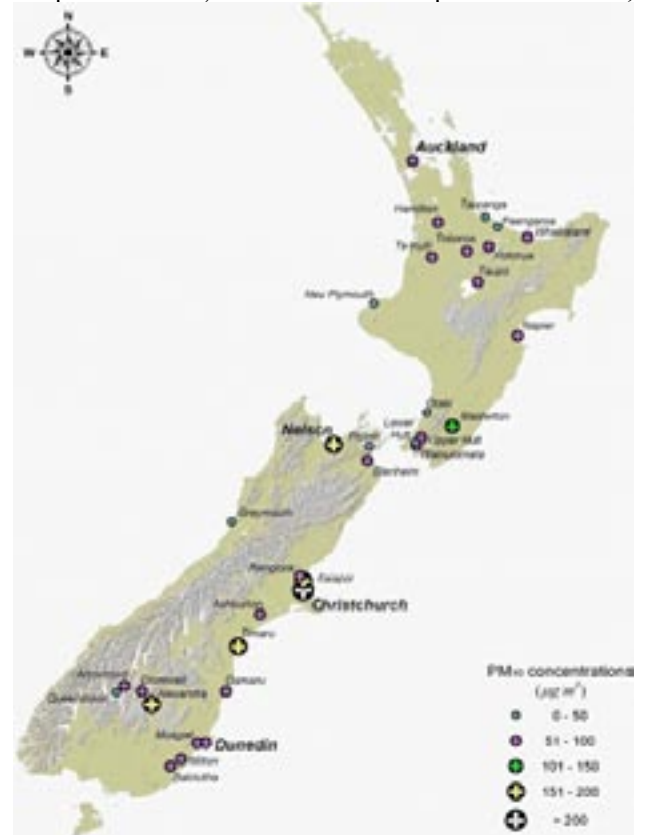 N
W
E
S
Auckland
Hamilton
Tauranga
Whakatane
Rotorua
Taupo
New Plymouth
Napier
Otaki
Masterton
Lower
Hutt
Upper Hutt
Wainuiomata
Nelson
Picton
Blenheim
Greymouth
Rangiora
Kaiapoi
Christchurch
Ashburton
Timaru
Arrowtown
Cromwell
Oamaru
Queenstown
Alexandra
Mosgiel
Dunedin
Milton
Balclutha
PM₁₀ concentrations
(µg m³)
0 - 50
51 - 100
101 - 150
151 - 200
> 200